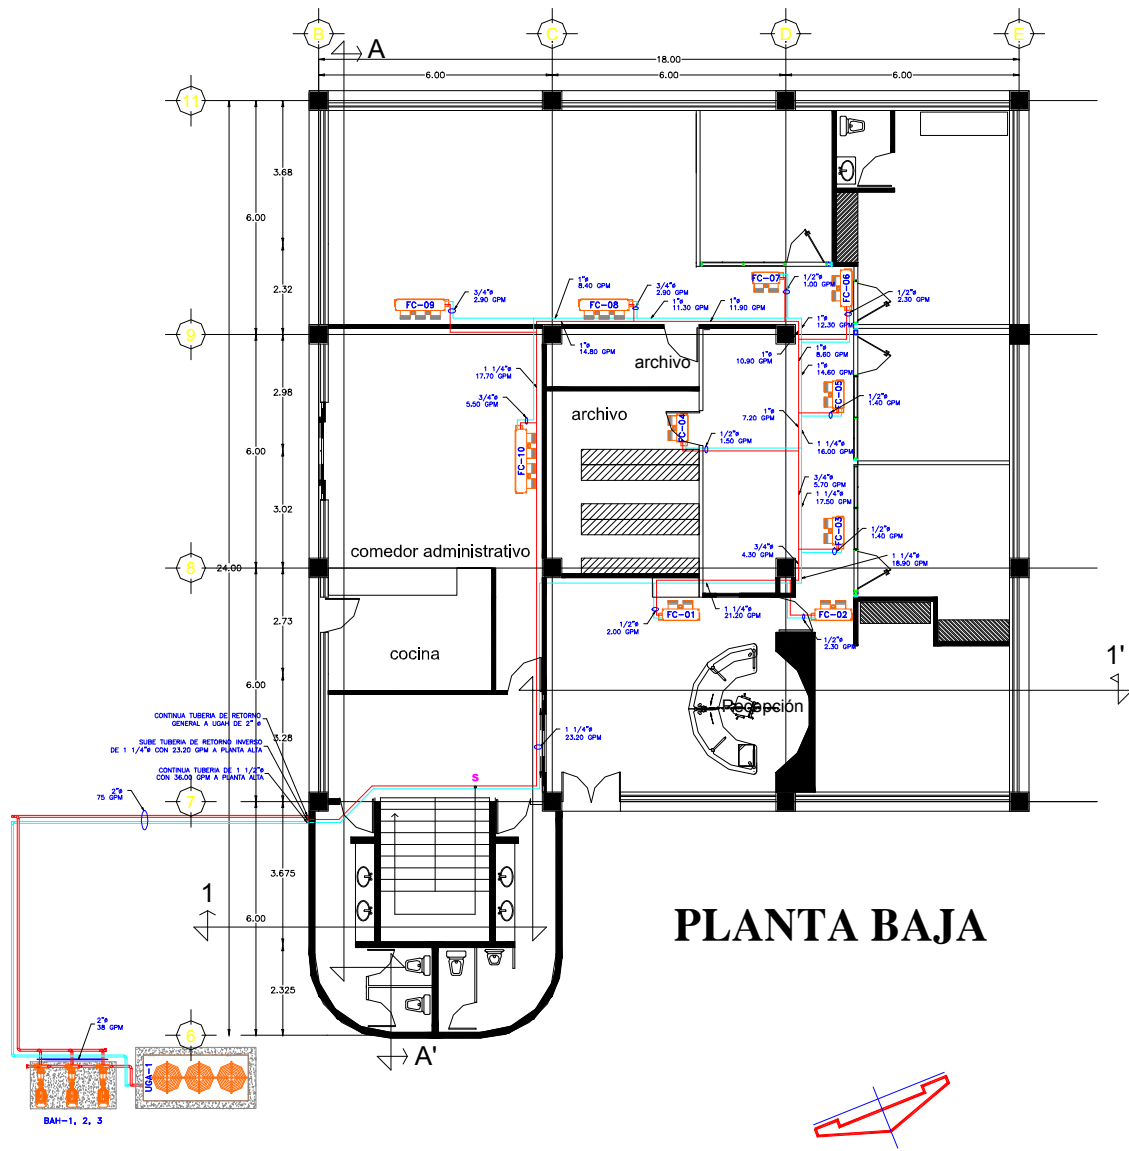 B
C
D
E
A
18.00
6.00
6.00
6.00
11
3.68
6.00
2.32
FC-07
1/2"ø
1.00 GPM
FC-06
1/2"ø
2.30 GPM
3/4"ø
2.90 GPM
1"ø
8.40 GPM
3/4"ø
2.90 GPM
1"ø
11.30 GPM
1"ø
11.90 GPM
FC-09
FC-08
1"ø
12.30 GPM
9
1"ø
14.80 GPM
1"ø
10.90 GPM
1"ø
8.60 GPM
1"ø
14.60 GPM
archivo
1 1/4"ø
17.70 GPM
3/4"ø
5.50 GPM
2.98
FC-05
1/2"ø
1.40 GPM
archivo
FC-04
1"ø
7.20 GPM
1/2"ø
1.50 GPM
1 1/4"ø
16.00 GPM
6.00
FC-10
3/4"ø
5.70 GPM
1 1/4"ø
17.50 GPM
3.02
FC-03
1/2"ø
1.40 GPM
comedor administrativo
3/4"ø
4.30 GPM
1 1/4"ø
18.90 GPM
8
24.00
1 1/4"ø
21.20 GPM
FC-01
FC-02
1/2"ø
2.00 GPM
1/2"ø
2.30 GPM
2.73
cocina
1'
6.00
Recepción
CONTINUA TUBERIA DE RETORNO
GENERAL A UGAH DE 2" ø
SUBE TUBERIA DE RETORNO INVERSO
DE 1 1/4"ø CON 23.20 GPM A PLANTA ALTA
3.28
1 1/4"ø
23.20 GPM
CONTINUA TUBERIA DE 1 1/2"ø
CON 36.00 GPM A PLANTA ALTA
S
2"ø
75 GPM
7
3.675
1
6.00
PLANTA BAJA
2.325
2"ø
38 GPM
6
A'
UGA-1
BAH-1, 2, 3